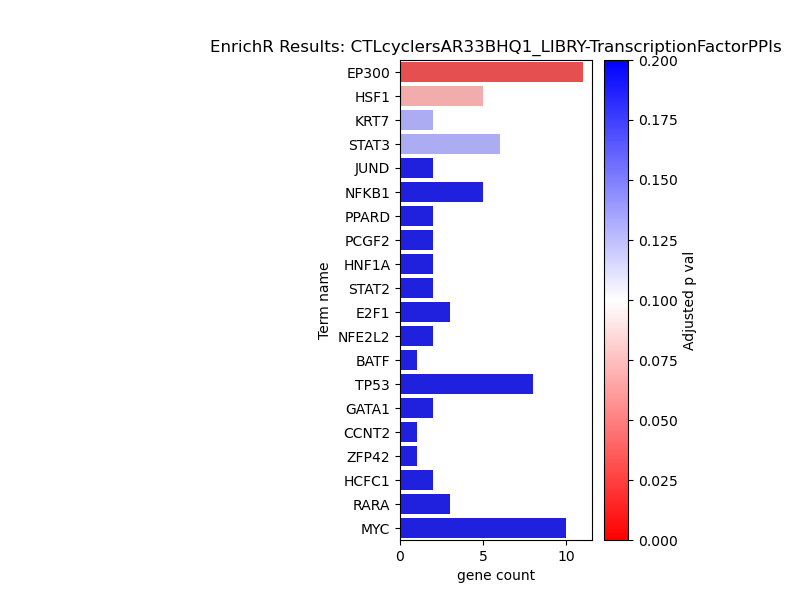 EnrichR Results: CTLcyclersAR33BHQ1_LIBRY-TranscriptionFactorPPIs
Term name
EP300
HSF1
KRT7
STAT3
JUND
NFKB1
PPARD
PCGF2
HNF1A
STAT2
E2F1
NFE2L2
BATF
TP53
GATA1
CCNT2
ZFP42
HCFC1
RARA
MYC
0 5 10
gene count
0.200
0.175
0.150
0.125
0.100
0.075
0.050
0.025
0.000
Adjusted p val